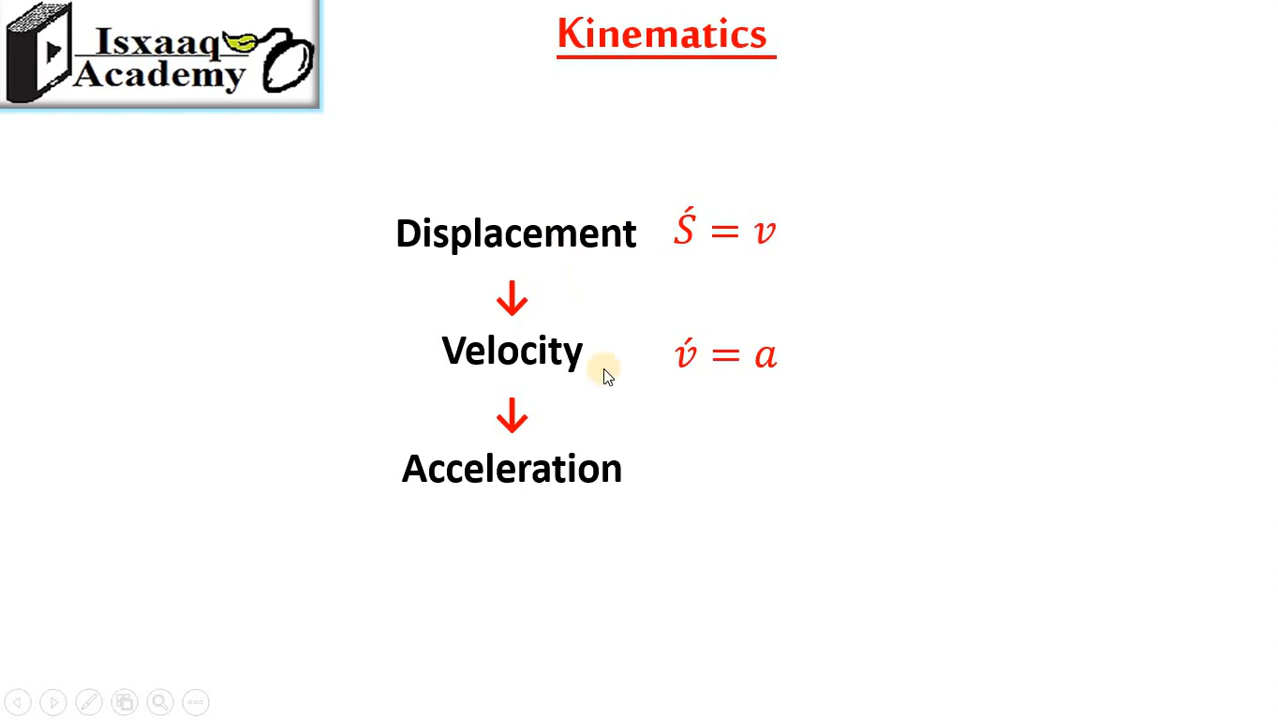 Isxaaq
Academy
Kinematics
Displacement Ś = v
↓
Velocity v́ = a
↓
Acceleration